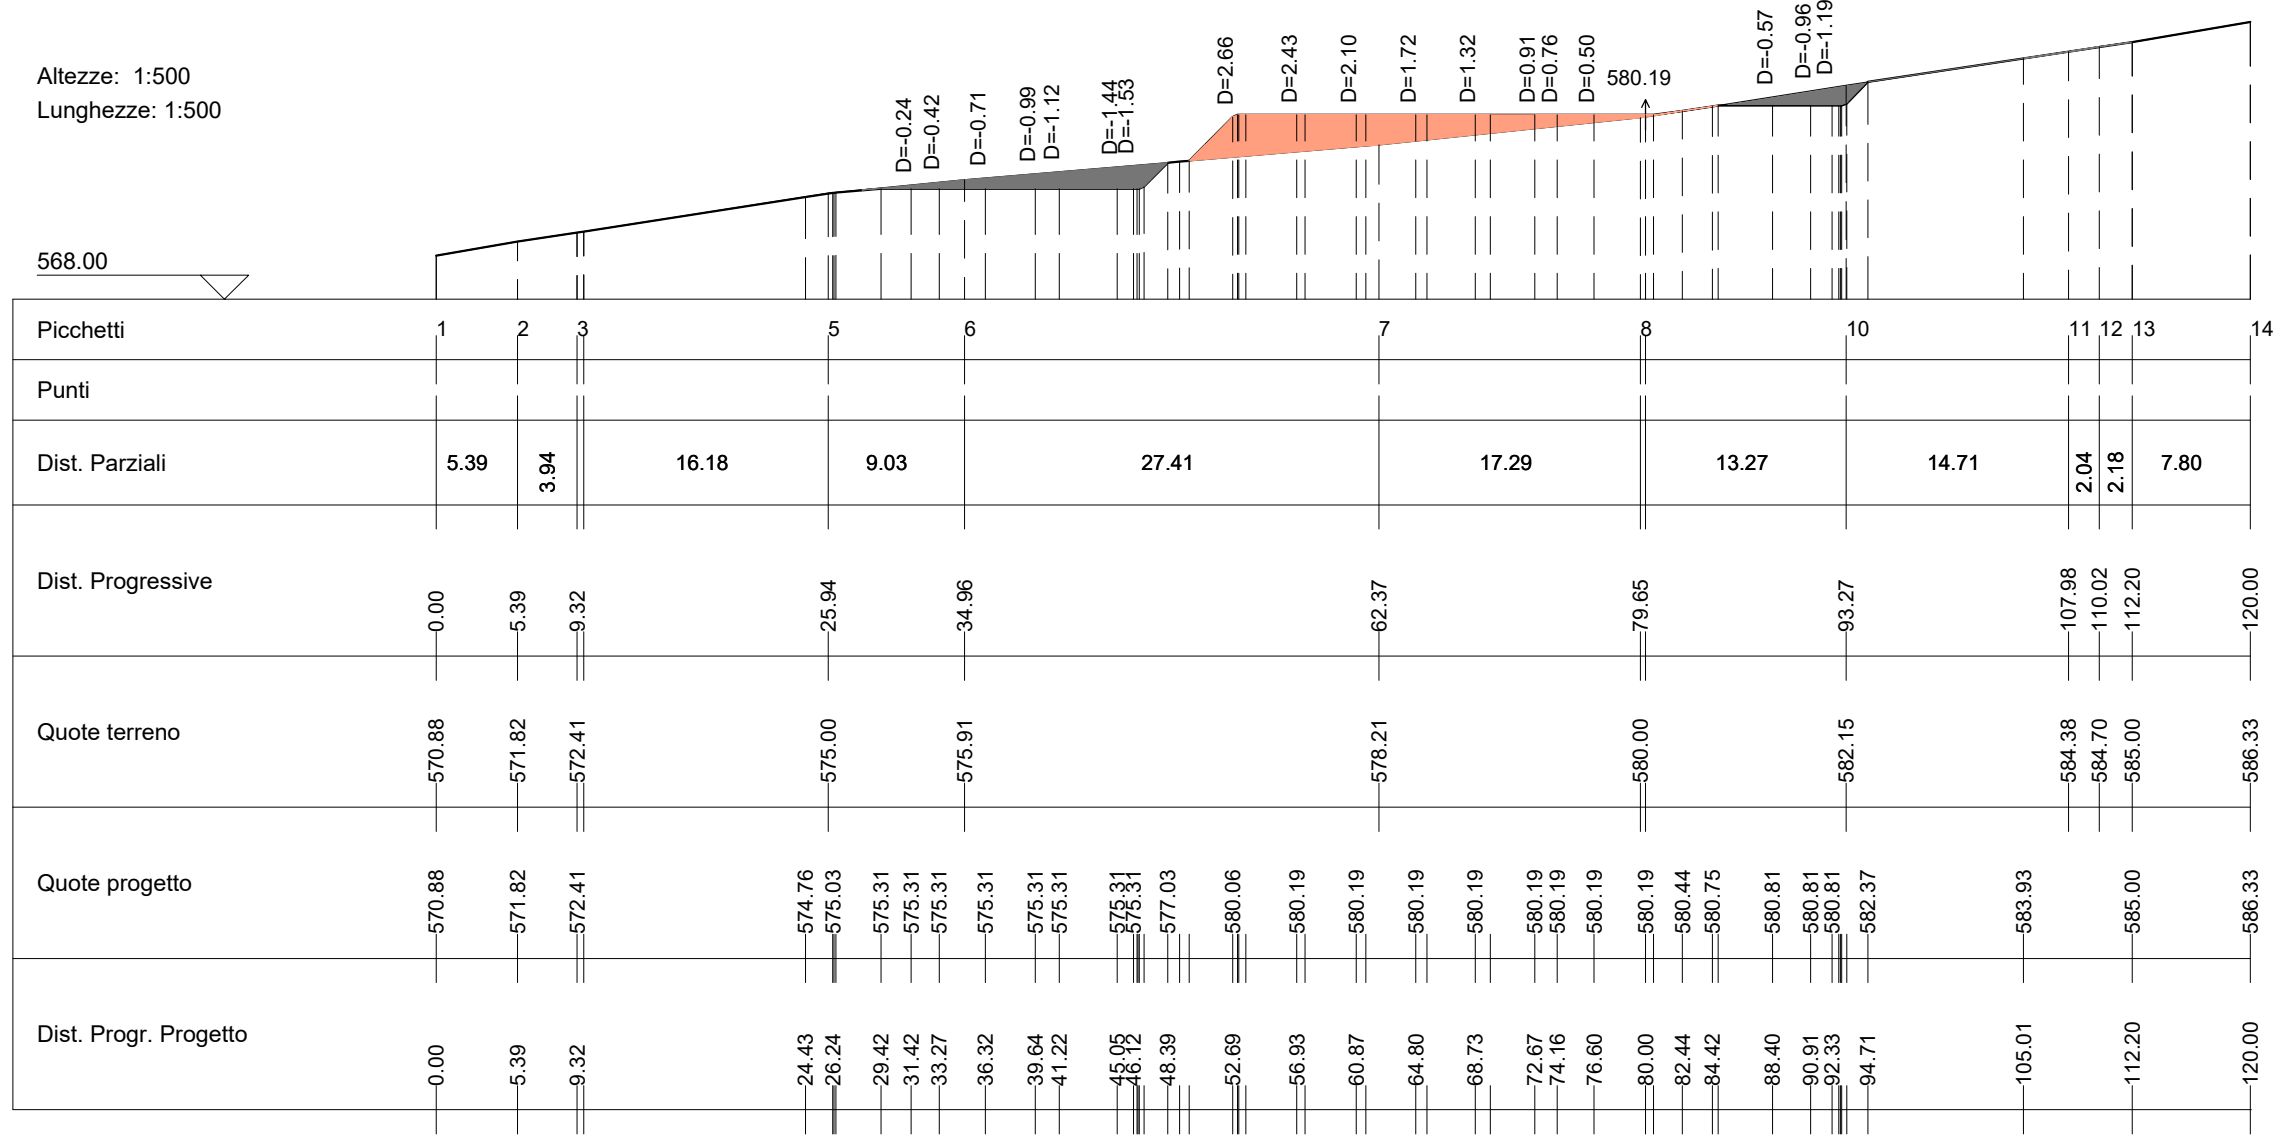 D=-0.24 D=-0.42 D=-0.71 D=-0.99 D=-1.12 D=-1.44 D=-1.53 D=2.66 D=2.43 D=2.10 D=1.72 D=1.32 D=0.91 D=0.76 D=0.50 580.19 D=-0.57 D=-0.96 D=-1.19
Altezze: 1:500
Lunghezze: 1:500
568.00
Picchetti 1 2 3 5 6 7 8 10 11 12 13 14
Punti
Dist. Parziali 5.39 3.94 16.18 9.03 27.41 17.29 13.27 14.71 2.04 2.18 7.80
Dist. Progressive 0.00 5.39 9.32 25.94 34.96 62.37 79.65 93.27 107.98 110.02 112.20 120.00
Quote terreno 570.88 571.82 572.41 575.00 575.91 578.21 580.00 582.15 584.38 584.70 585.00 586.33
Quote progetto 570.88 571.82 572.41 574.76 575.03 575.31 575.31 575.31 575.31 575.31 575.31 575.31 575.31 577.03 580.06 580.19 580.19 580.19 580.19 580.19 580.19 580.19 580.19 580.44 580.75 580.81 580.81 580.81 582.37 583.93 585.00 586.33
Dist. Progr. Progetto 0.00 5.39 9.32 24.43 26.24 29.42 31.42 33.27 36.32 39.64 41.22 45.05 46.12 48.39 52.69 56.93 60.87 64.80 68.73 72.67 74.16 76.60 80.00 82.44 84.42 88.40 90.91 92.33 94.71 105.01 112.20 120.00